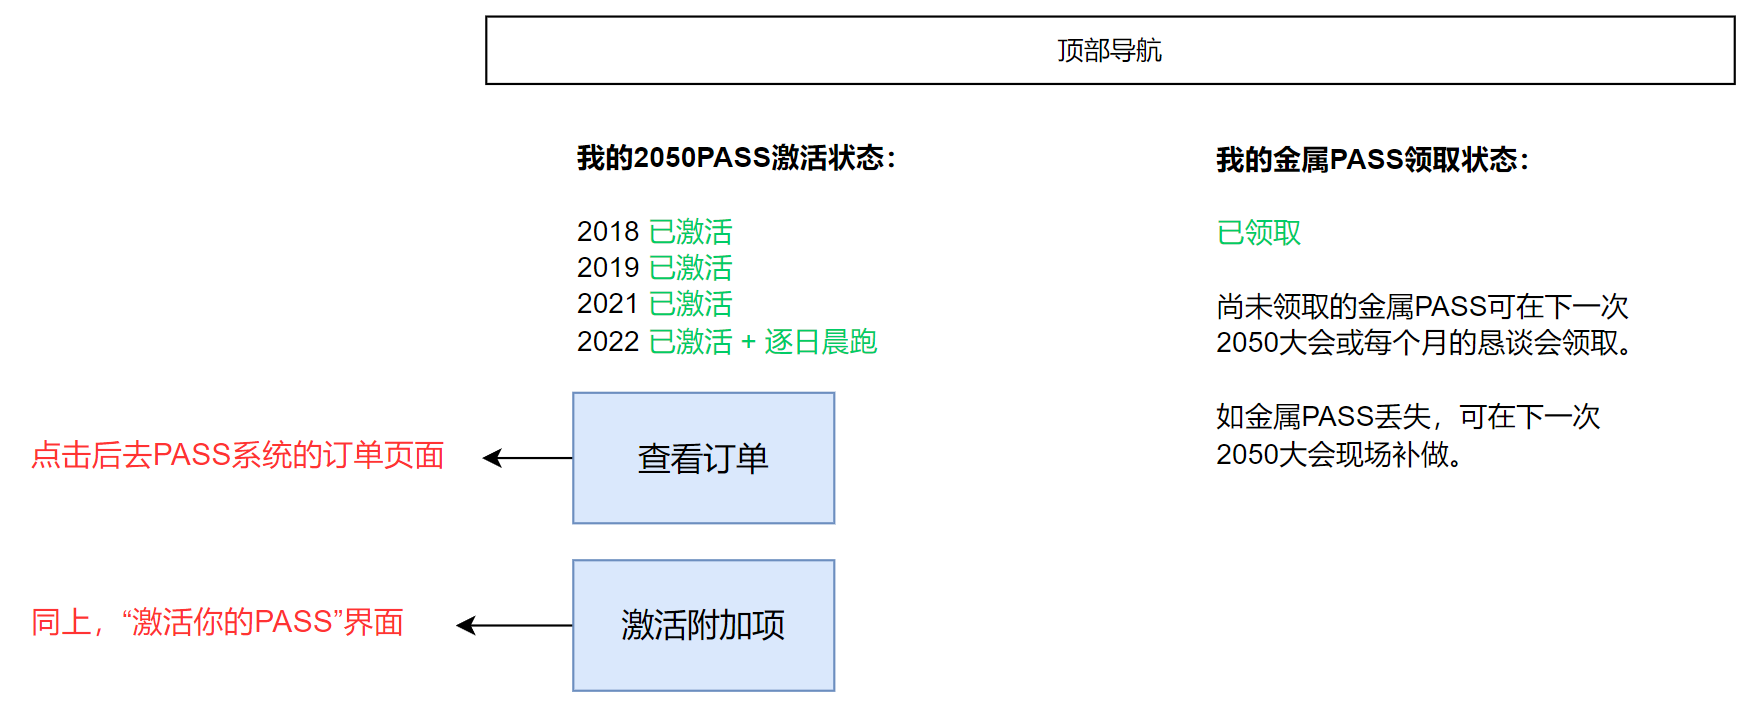 顶部导航
我的2050PASS激活状态：
2018 已激活
2019 已激活
2021 已激活
2022 已激活 + 逐日晨跑
我的金属PASS领取状态：
已领取
尚未领取的金属PASS可在下一次
2050大会或每个月的恳谈会领取。
如金属PASS丢失，可在下一次
2050大会现场补做。
点击后去PASS系统的订单页面
查看订单
同上，“激活你的PASS”界面
激活附加项